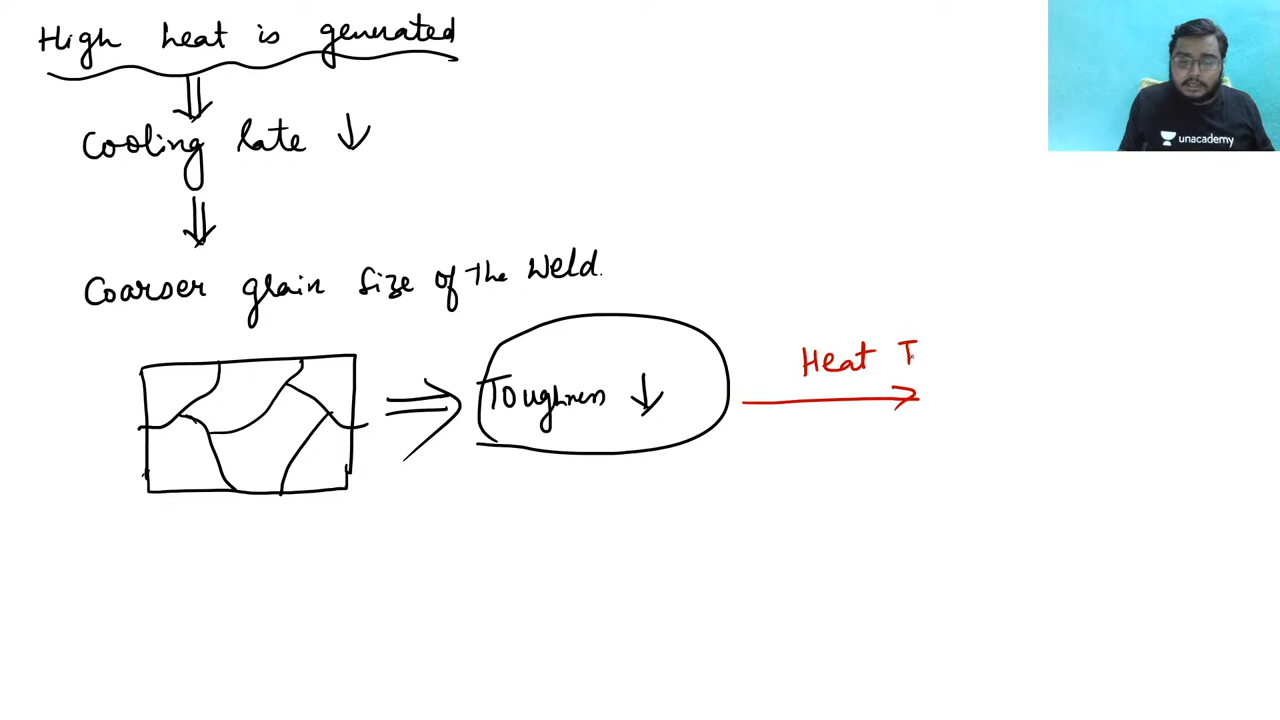 High heat is generated
Cooling rate ↓
Coarser grain size of the weld.
Toughness ↓
Heat T
unacademy